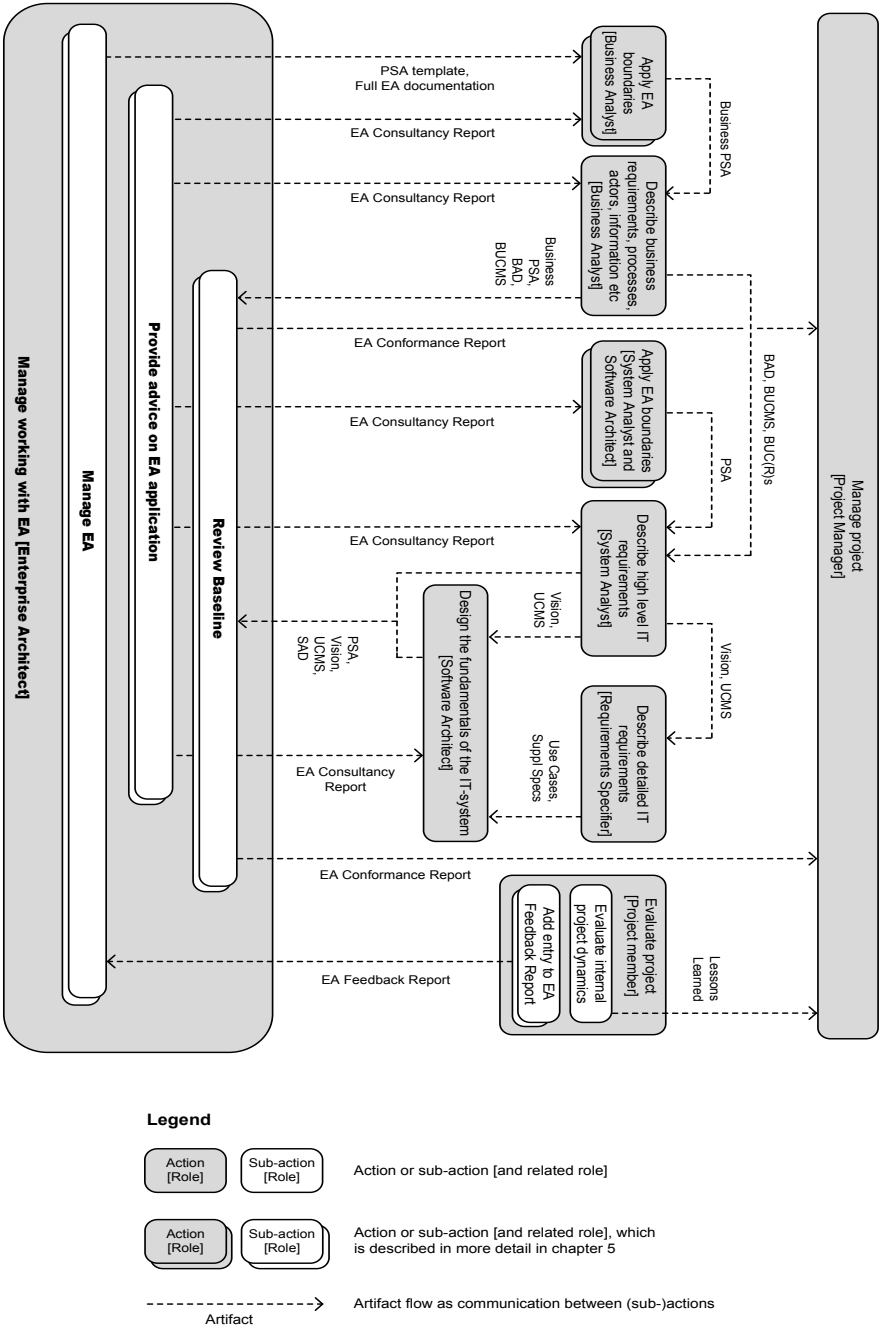 Manage project
[Project Manager]
Apply EA
boundaries
[Business Analyst]
Business PSA
PSA template,
Full EA documentation
EA Consultancy Report
Describe business
requirements, processes,
actors, information etc
[Business Analyst]
EA Consultancy Report
Business
PSA,
BAD,
BUCMS
BAD, BUCMS, BUC(R)s
EA Conformance Report
Apply EA boundaries
[System Analyst and
Software Architect]
EA Consultancy Report
PSA
Describe high level IT
requirements
[System Analyst]
EA Consultancy Report
Vision,
UCMS
Vision, UCMS
Design the fundamentals of the IT-system
[Software Architect]
PSA,
Vision,
UCMS,
SAD
Describe detailed IT
requirements
[Requirements Specifier]
Use Cases,
Suppl Specs
EA Consultancy
Report
EA Conformance Report
Evaluate project
[Project member]
Evaluate internal
project dynamics
Add entry to EA
Feedback Report
Lessons
Learned
EA Feedback Report
Review Baseline
Provide advice on EA application
Manage EA
Manage working with EA [Enterprise Architect]
Legend
Action
[Role]
Sub-action
[Role]
Action or sub-action [and related role]
Action
[Role]
Sub-action
[Role]
Action or sub-action [and related role], which
is described in more detail in chapter 5
Artifact
Artifact flow as communication between (sub-)actions